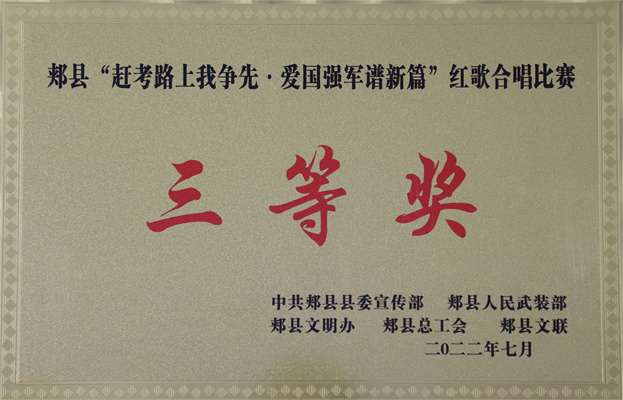 郏县“赶考路上我争先·爱国强军谱新篇”红歌合唱比赛
三等奖
中共郏县县委宣传部 郏县人民武装部
郏县文明办 郏县总工会 郏县文联
二〇二二年七月